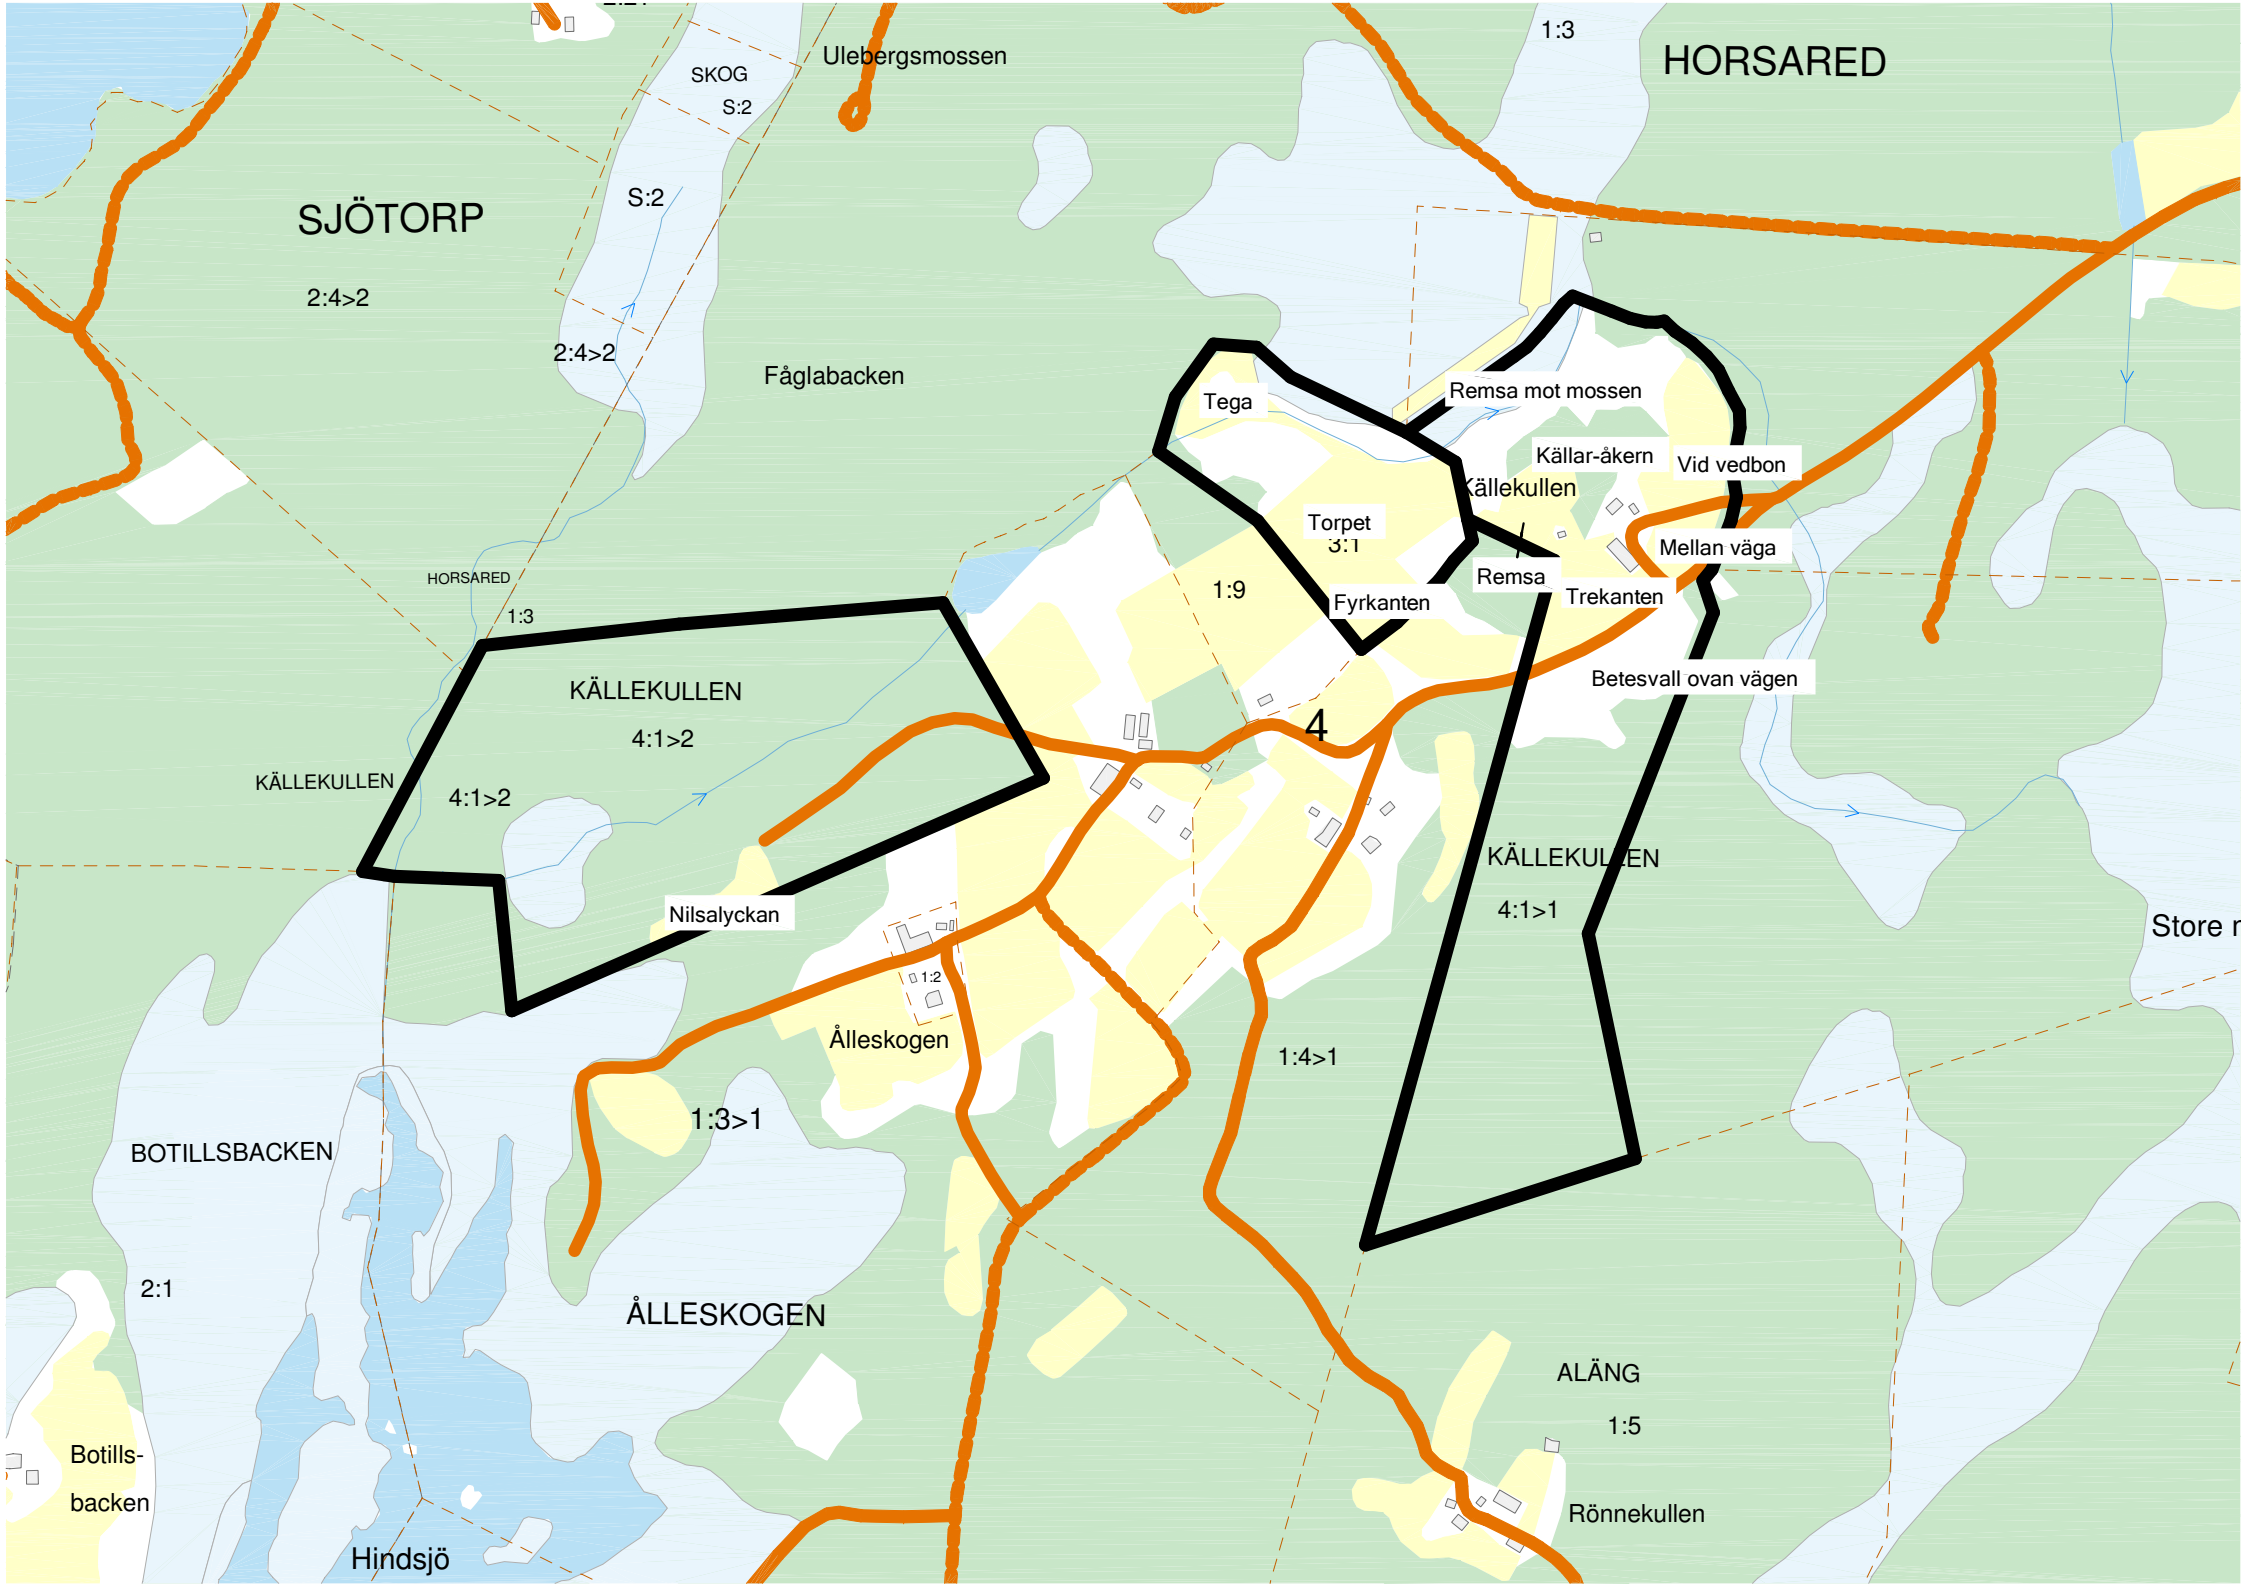 1:3
HORSARED
Ulebergsmossen
SKOG
S:2
S:2
SJÖTORP
2:4>2
2:4>2
Fåglabacken
Tega
Remsa mot mossen
Källar-åkern
Vid vedbon
Källekullen
Torpet
3:1
Mellan väga
HORSARED
1:3
1:9
Remsa
Trekanten
Fyrkanten
KÄLLEKULLEN
4:1>2
Betesvall ovan vägen
4
KÄLLEKULLEN
4:1>2
KÄLLEKULLEN
4:1>1
Nilsalyckan
Store
1:2
Ålleskogen
1:4>1
1:3>1
BOTILLSBACKEN
2:1
ÅLLESKOGEN
ALÄNG
1:5
Botills-
backen
Rönnekullen
Hindsjö